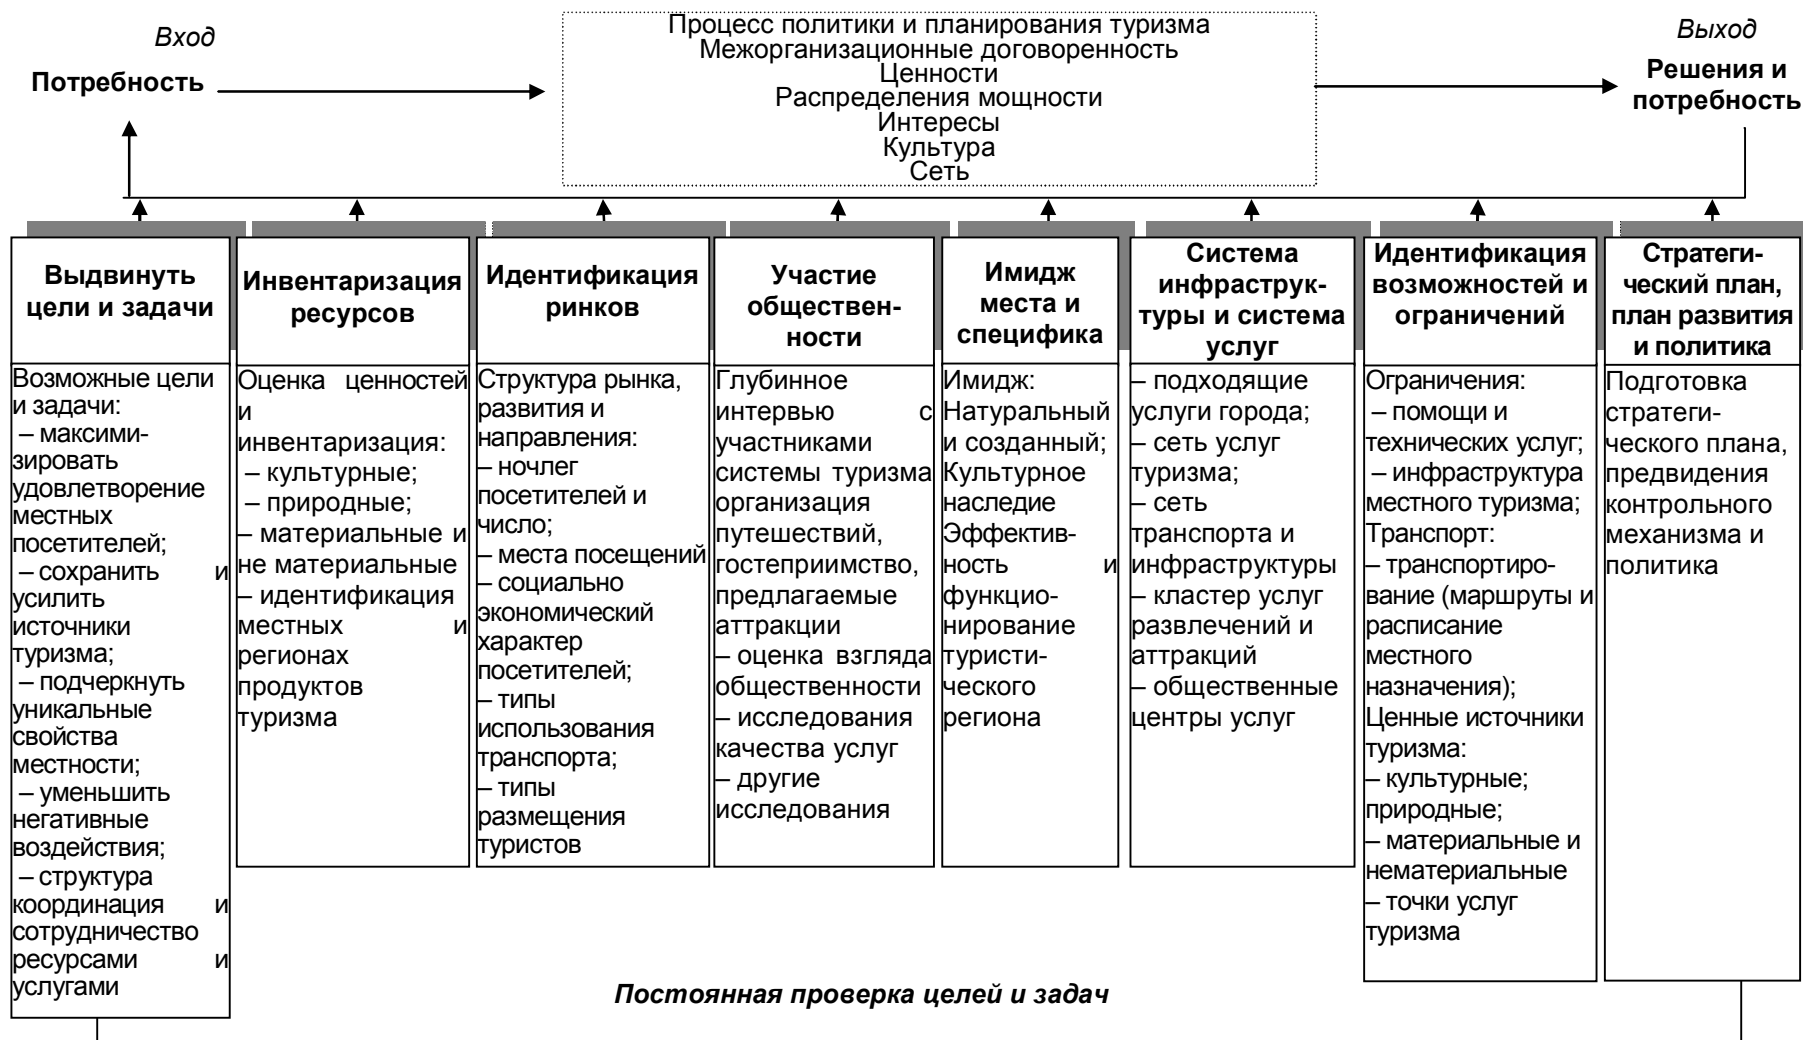 Вход
Потребность
Процесс политики и планирования туризма
Межорганизационные договоренность
Ценности
Распределения мощности
Интересы
Культура
Сеть
Выход
Решения и
потребность
Выдвинуть
цели и задачи
Возможные цели
и задачи:
– максими-
зировать
удовлетворение
местных
посетителей;
– сохранить и
усилить
источники
туризма;
– подчеркнуть
уникальные
свойства
местности;
– уменьшить
негативные
воздействия;
– структура
координация и
сотрудничество
ресурсами и
услугами
Инвентаризация
ресурсов
Оценка ценностей
и
инвентаризация:
– культурные;
– природные;
– материальные и
не материальные
– идентификация
местных и
регионах
продуктов
туризма
Идентификация
ринков
Структура рынка,
развития и
направления:
– ночлег
посетителей и
число;
– места посещений
– социально
экономический
характер
посетителей;
– типы
использования
транспорта;
– типы
размещения
туристов
Участие
обществен-
ности
Глубинное
интервью с
участниками
системы туризма
организация
путешествий,
гостеприимство,
предлагаемые
аттракции
– оценка взгляда
общественности
– исследования
качества услуг
– другие
исследования
Имидж
места и
специфика
Имидж:
Натуральный
и созданный;
Культурное
наследие
Эффектив-
ность и
функцио-
нирование
туристи-
ческого
региона
Система
инфраструк-
туры и система
услуг
– подходящие
услуги города;
– сеть услуг
туризма;
– сеть
транспорта и
инфраструктуры
– кластер услуг
развлечений и
аттракций
– общественные
центры услуг
Идентификация
возможностей и
ограничений
Ограничения:
– помощи и
технических услуг;
– инфраструктура
местного туризма;
Транспорт:
– транспортиро-
вание (маршруты и
расписание
местного
назначения);
Ценные источники
туризма:
– культурные;
природные;
– материальные и
нематериальные
– точки услуг
туризма
Стратеги-
ческий план,
план развития
и политика
Подготовка
стратеги-
ческого плана,
предвидения
контрольного
механизма и
политика
Постоянная проверка целей и задач